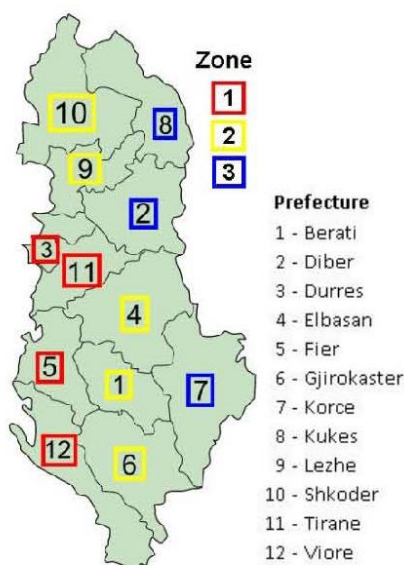 Zone
1
2
3
10
8
9
2
3
11
4
5
1
7
12
6
Prefecture
1 - Berati
2 - Diber
3 - Durres
4 - Elbasan
5 - Fier
6 - Gjirokaster
7 - Korce
8 - Kukes
9 - Lezhe
10 - Shkoder
11 - Tirane
12 - Vlore